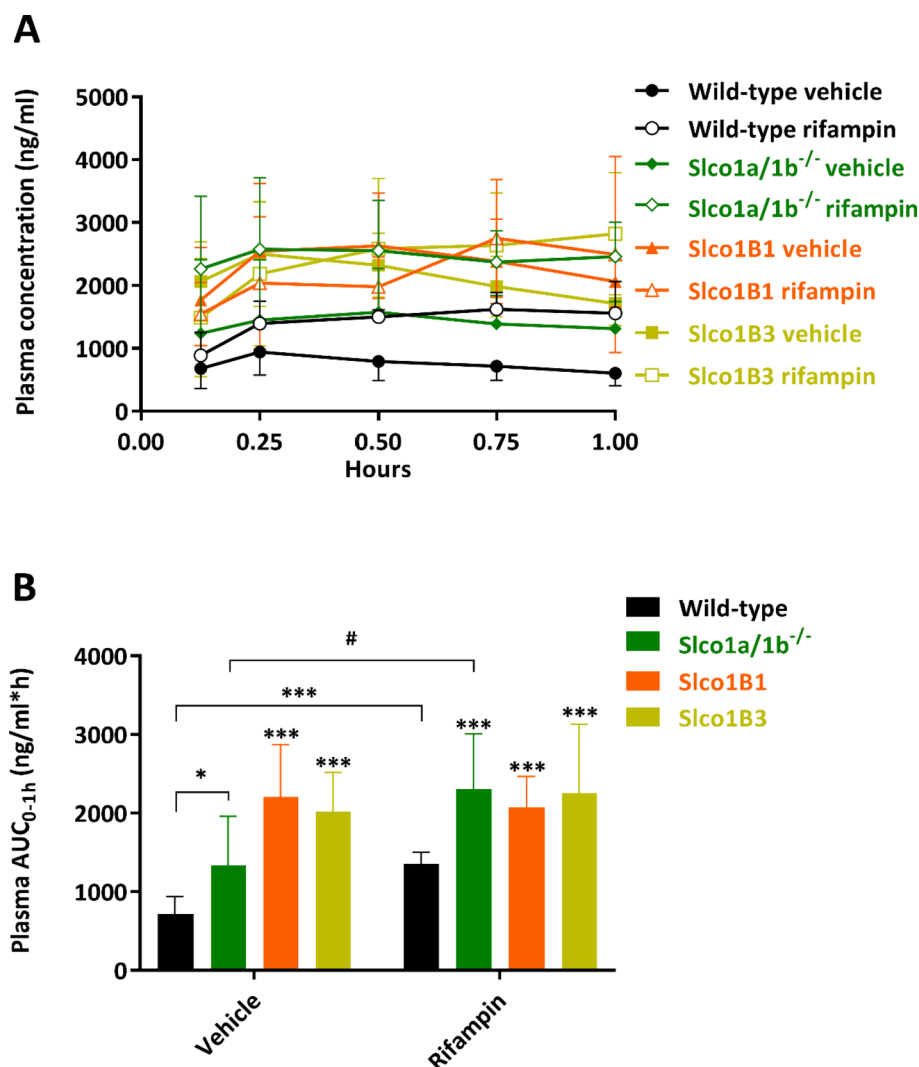 A
Plasma concentration (ng/ml)
5000
4000
3000
2000
1000
0
0.00 0.25 0.50 0.75 1.00
Hours
Wild-type vehicle
Wild-type rifampin
Slco1a/1b-/- vehicle
Slco1a/1b-/- rifampin
Slco1B1 vehicle
Slco1B1 rifampin
Slco1B3 vehicle
Slco1B3 rifampin
B
Plasma AUC0-1h (ng/ml*h)
4000
3000
2000
1000
0
#
***
*
***
***
***
***
***
Vehicle
Rifampin
Wild-type
Slco1a/1b-/-
Slco1B1
Slco1B3